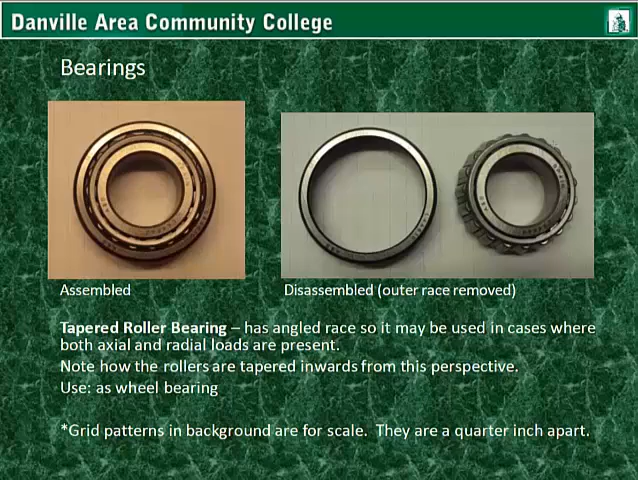 Danville Area Community College
Bearings
Assembled
Disassembled (outer race removed)
Tapered Roller Bearing – has angled race so it may be used in cases where
both axial and radial loads are present.
Note how the rollers are tapered inwards from this perspective.
Use: as wheel bearing
*Grid patterns in background are for scale.  They are a quarter inch apart.